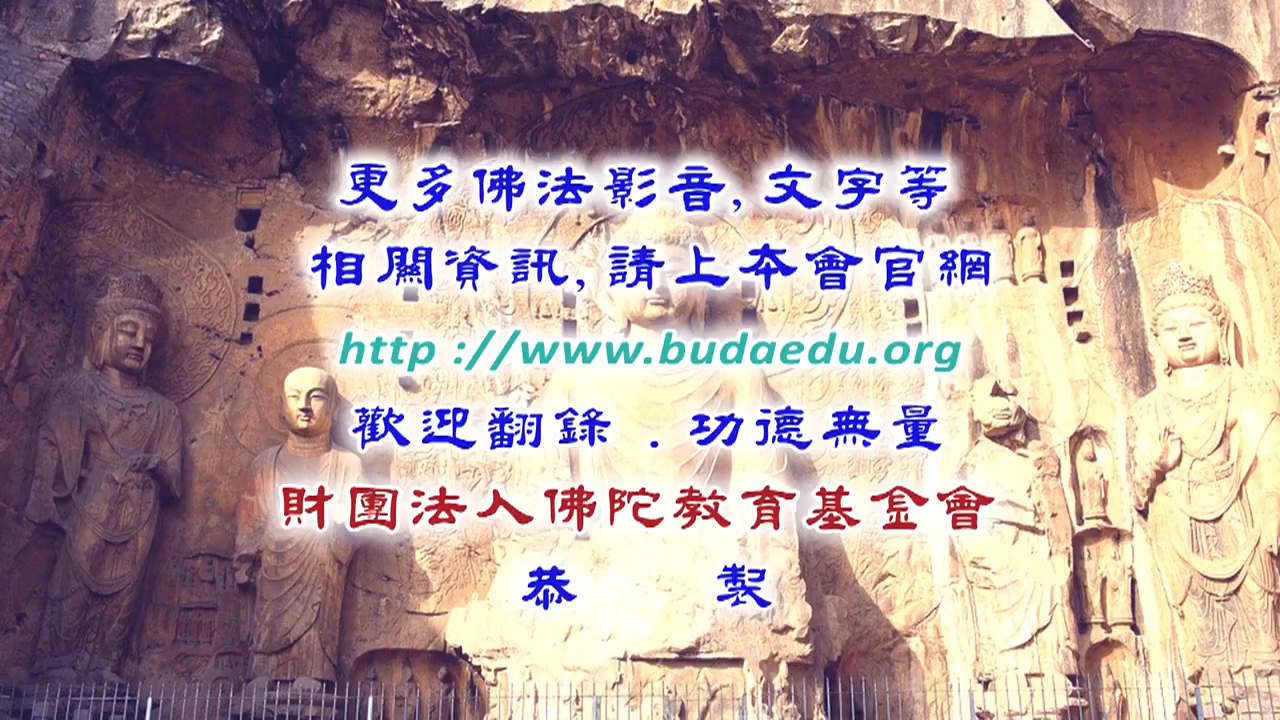 更多佛法影音,文字等
相關資訊,請上本會官網
http ://www.budaedu.org
歡迎翻錄 . 功德無量
財團法人佛陀教育基金會
恭 製